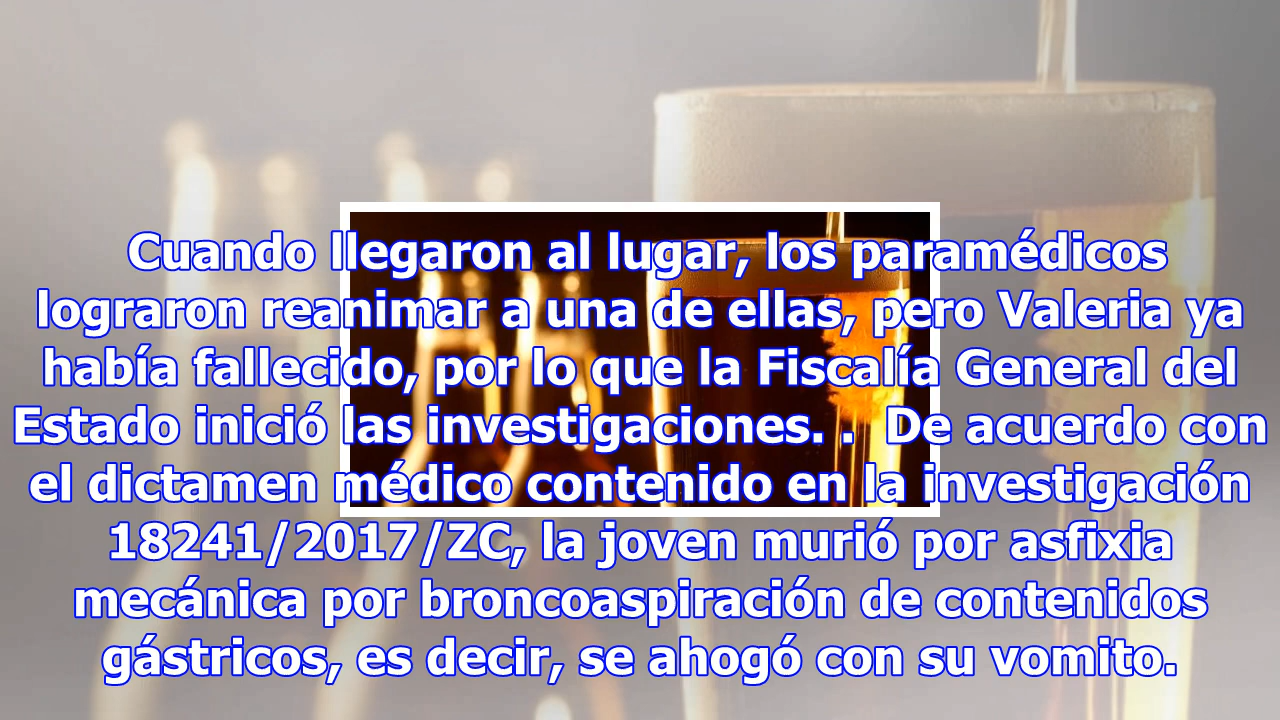 Cuando llegaron al lugar, los paramédicos
lograron reanimar a una de ellas, pero Valeria ya
había fallecido, por lo que la Fiscalía General del
Estado inició las investigaciones. .  De acuerdo con
el dictamen médico contenido en la investigación
18241/2017/ZC, la joven murió por asfixia
mecánica por broncoaspiración de contenidos
gástricos, es decir, se ahogó con su vomito.